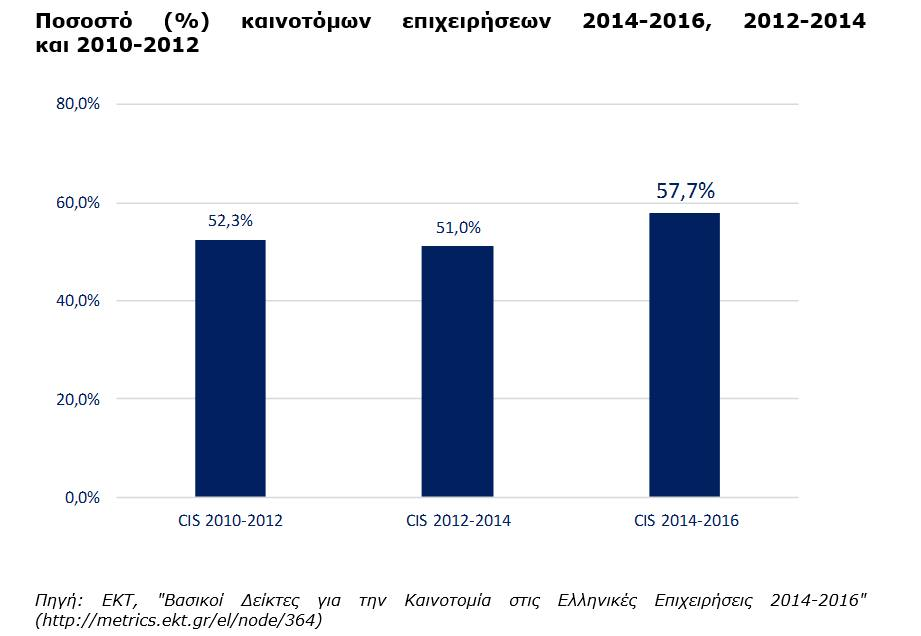 Ποσοστό (%) καινοτόμων επιχειρήσεων 2014-2016, 2012-2014
και 2010-2012
80,0%
57,7%
60,0%
52,3%
51,0%
40,0%
20,0%
0,0%
CIS 2010-2012 CIS 2012-2014 CIS 2014-2016
Πηγή: ΕΚΤ, "Βασικοί Δείκτες για την Καινοτομία στις Ελληνικές Επιχειρήσεις 2014-2016"
(http://metrics.ekt.gr/el/node/364)